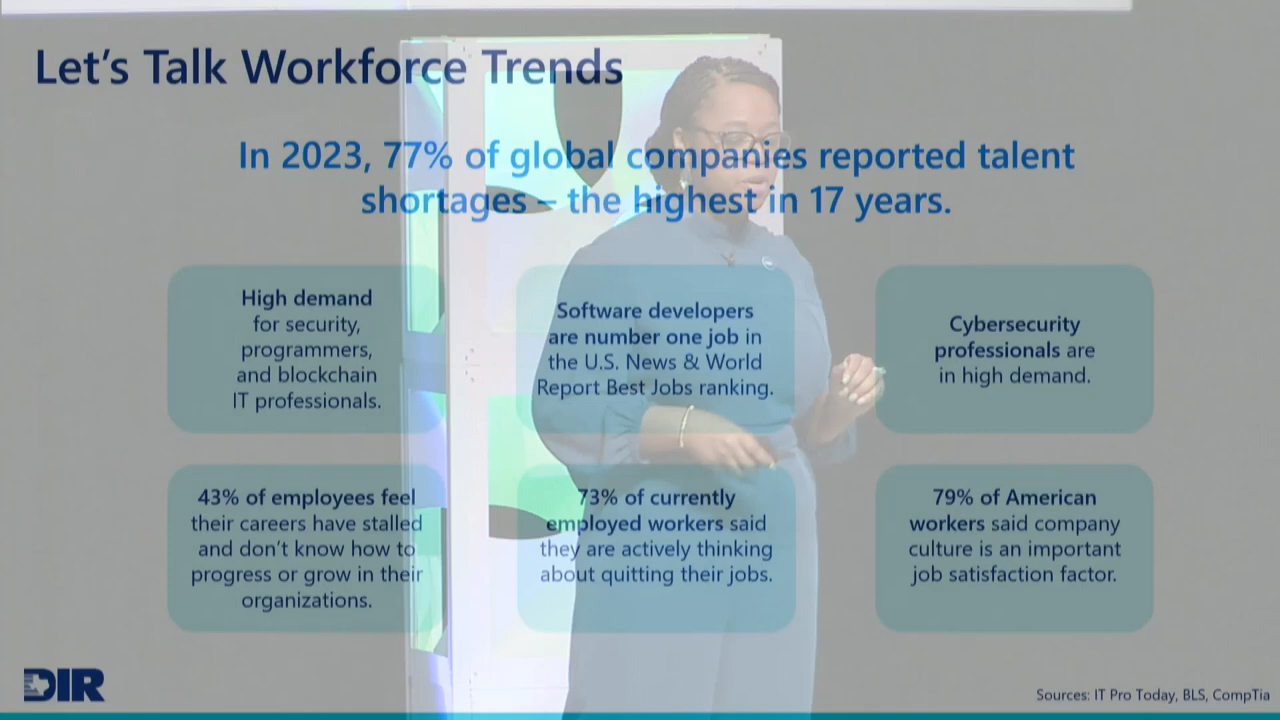 Let's Talk Workforce Trends
In 2023, 77% of global companies reported talent
shortages – the highest in 17 years.
High demand
for security,
programmers,
and blockchain
IT professionals.
Software developers
are number one job in
the U.S. News & World
Report Best Jobs ranking.
Cybersecurity
professionals are
in high demand.
43% of employees feel
their careers have stalled
and don't know how to
progress or grow in their
organizations.
73% of currently
employed workers said
they are actively thinking
about quitting their jobs.
79% of American
workers said company
culture is an important
job satisfaction factor.
DIR
Sources: IT Pro Today, BLS, CompTia